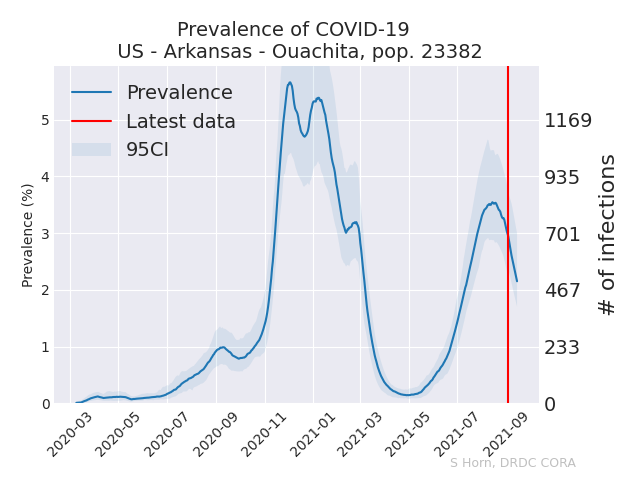 Prevalence of COVID-19
US - Arkansas - Ouachita, pop. 23382
Prevalence
Latest data
95CI
Prevalence (%)
5
4
3
2
1
0
1169
935
701
467
233
0
# of infections
2020-03
2020-05
2020-07
2020-09
2020-11
2021-01
2021-03
2021-05
2021-07
2021-09
S Horn, DRDC CORA